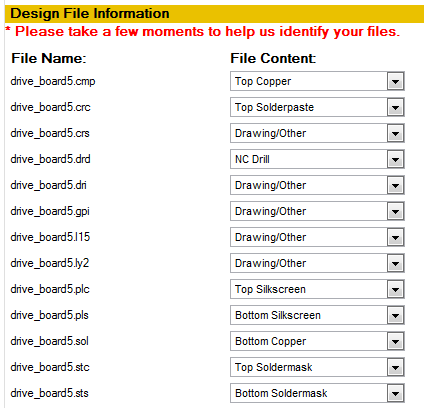 Design File Information
* Please take a few moments to help us identify your files.
File Name: File Content:
drive_board5.cmp Top Copper
drive_board5.crc Top Solderpaste
drive_board5.crs Drawing/Other
drive_board5.drd NC Drill
drive_board5.dri Drawing/Other
drive_board5.gpi Drawing/Other
drive_board5.l15 Drawing/Other
drive_board5.ly2 Drawing/Other
drive_board5.plc Top Silkscreen
drive_board5.pls Bottom Silkscreen
drive_board5.sol Bottom Copper
drive_board5.stc Top Soldermask
drive_board5.sts Bottom Soldermask